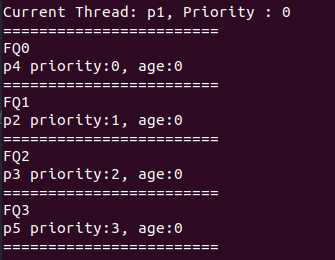 Current Thread: p1, Priority : 0
========================
FQ0
p4 priority:0, age:0
========================
FQ1
p2 priority:1, age:0
========================
FQ2
p3 priority:2, age:0
========================
FQ3
p5 priority:3, age:0
========================